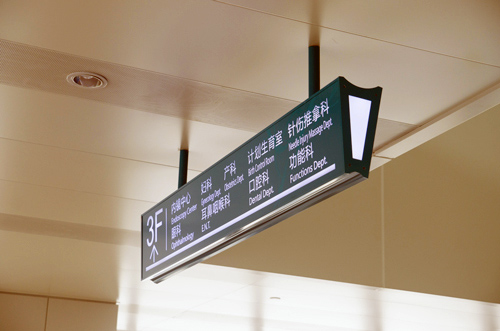 3F
内镜中心 妇科 产科 计划生育室 针伤推拿科
Endoscopy Center Gynecology Dept. Obstetrics Dept. Birth Control Room Needle Injury Massage Dept.
眼科 耳鼻咽喉科 口腔科 功能科
Ophthalmology E.N.T. Dental Dept. Functions Dept.